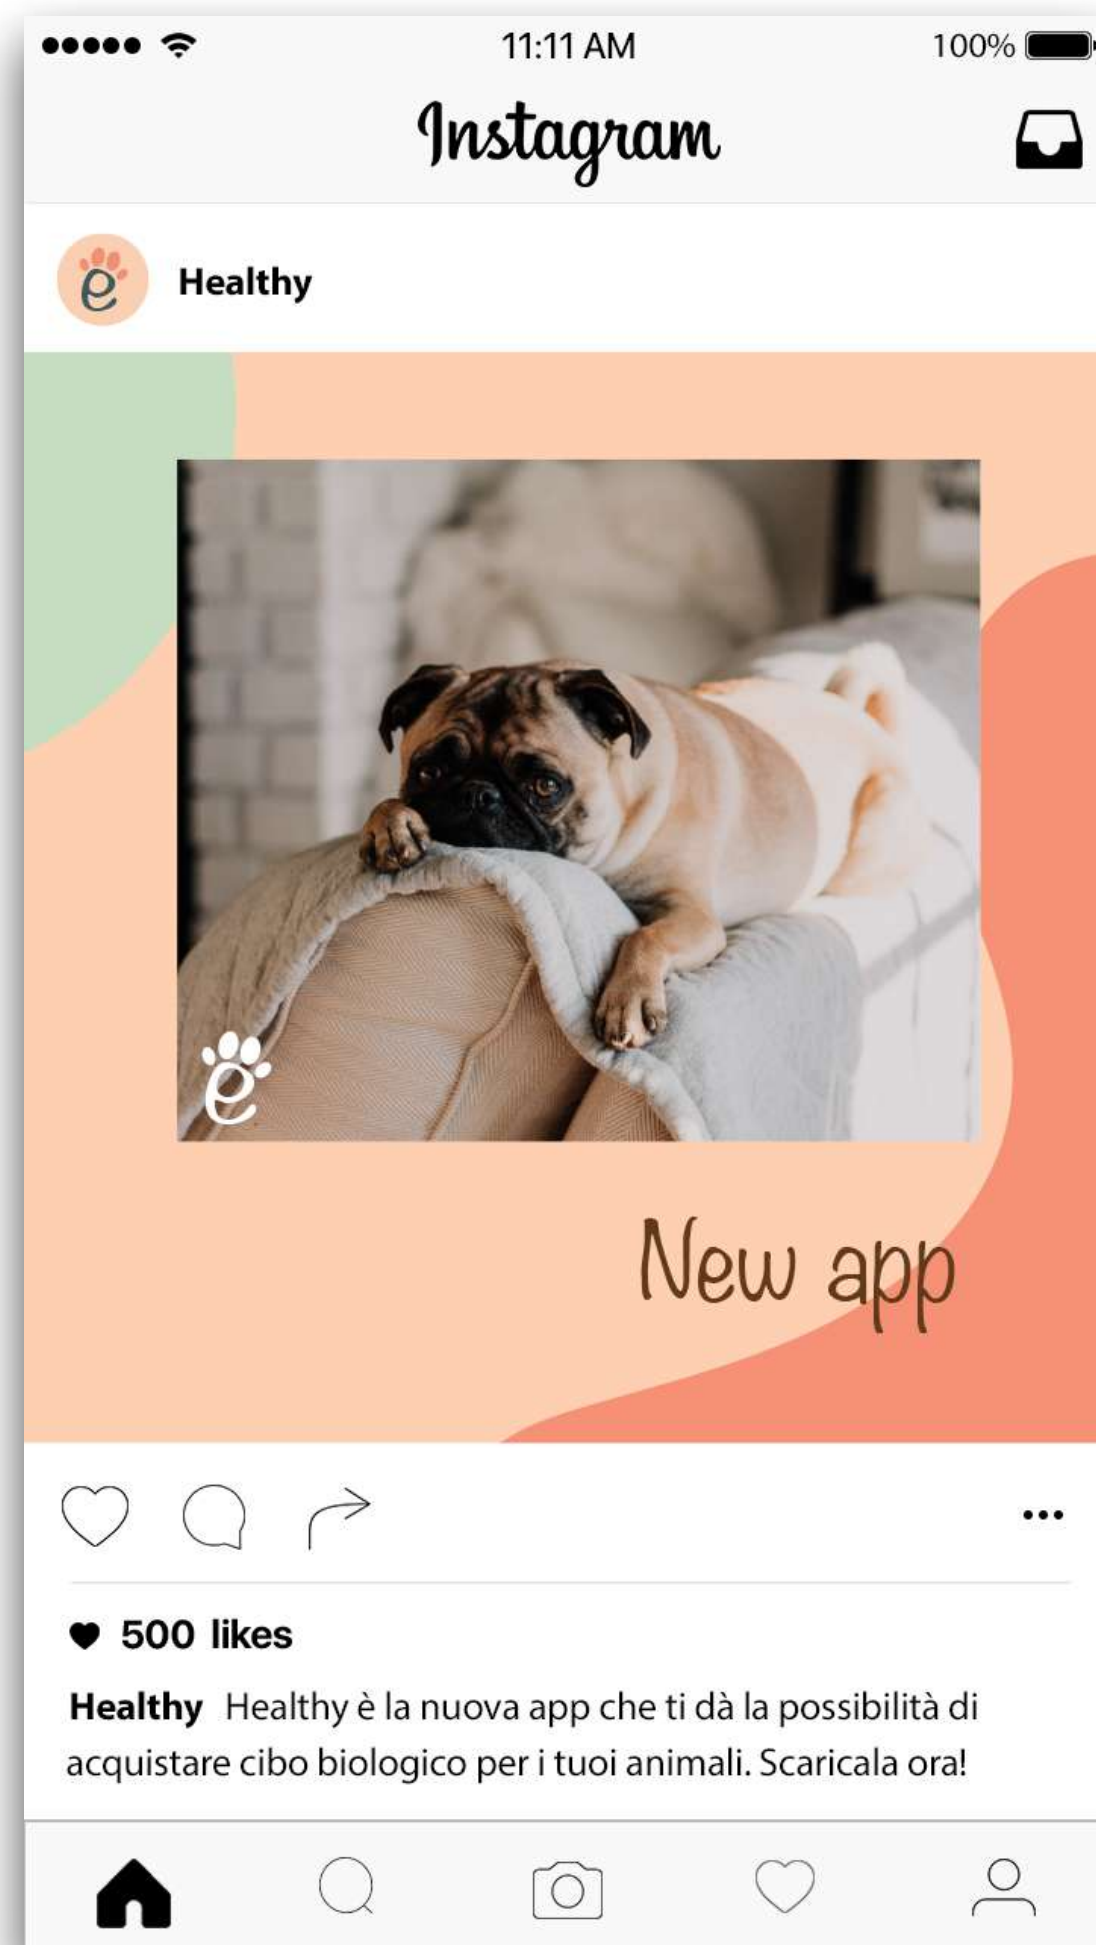 11:11 AM 100%
Instagram
e
Healthy
e
New app
500 likes
Healthy Healthy è la nuova app che ti dà la possibilità di
acquistare cibo biologico per i tuoi animali. Scaricala ora!